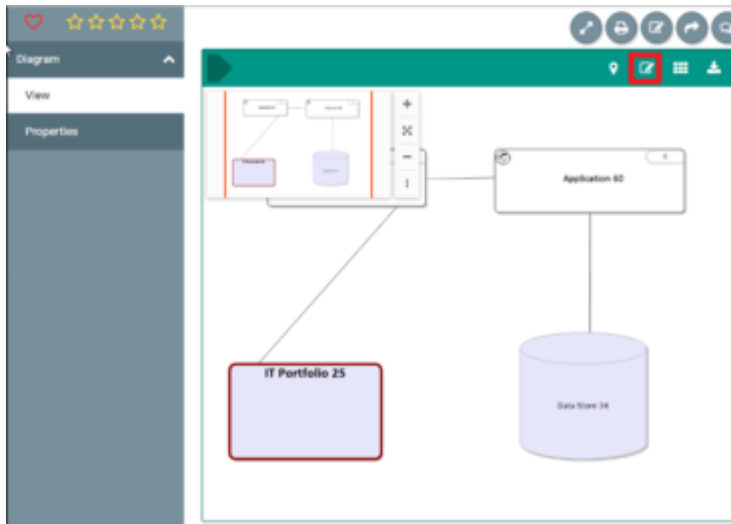 Diagram
View
Properties
Application 60
IT Portfolio 25
Data Store 34